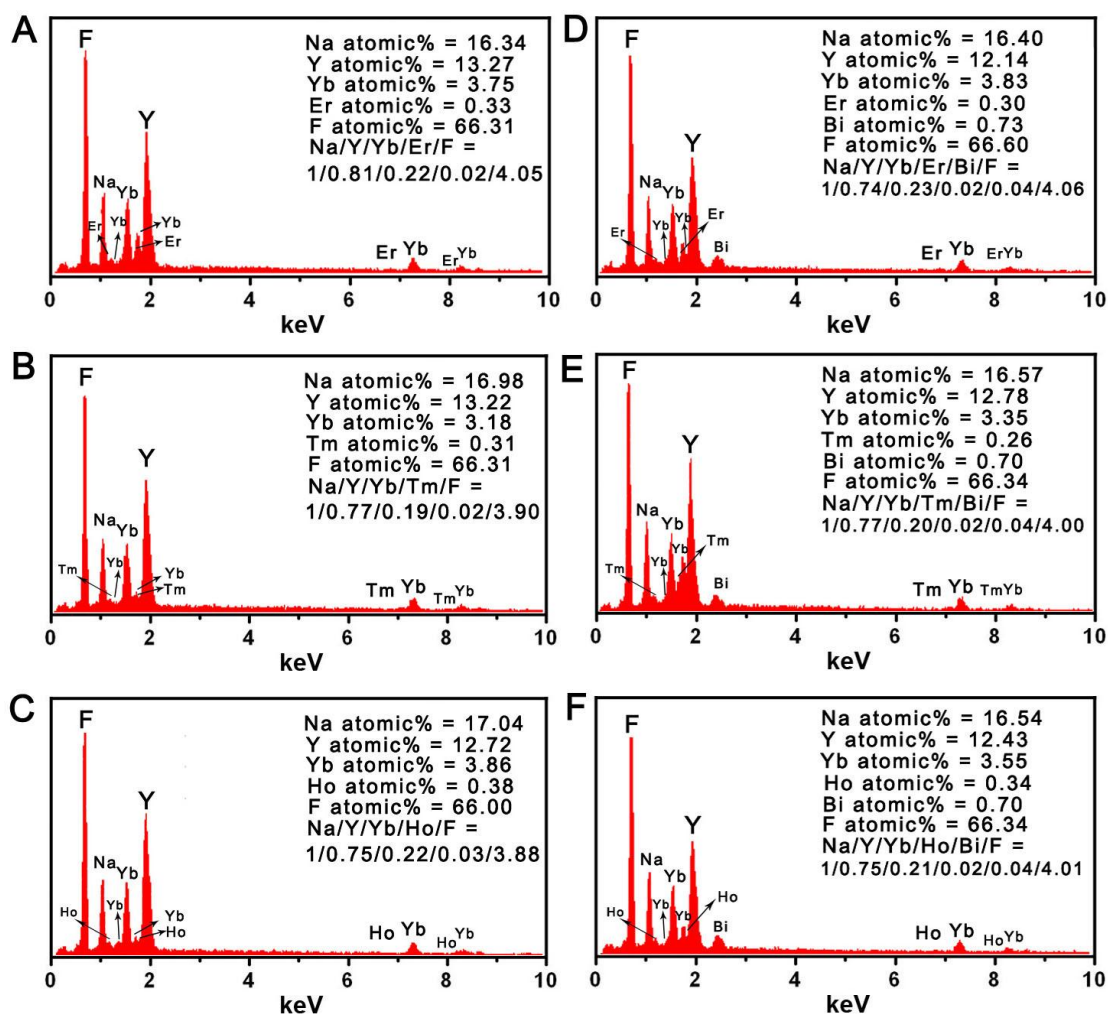 A
F
Na atomic% = 16.34
Y atomic% = 13.27
Yb atomic% = 3.75
Er atomic% = 0.33
F atomic% = 66.31
Na/Y/Yb/Er/F =
1/0.81/0.22/0.02/4.05
Y
Na Yb
Er Yb Yb
Er
Er Yb
ErYb
0 2 4 6 8 10
keV
D
F
Na atomic% = 16.40
Y atomic% = 12.14
Yb atomic% = 3.83
Er atomic% = 0.30
Bi atomic% = 0.73
F atomic% = 66.60
Na/Y/Yb/Er/Bi/F =
1/0.74/0.23/0.02/0.04/4.06
Y
Na Yb
Er Yb Yb Er
Bi
Er Yb
ErYb
0 2 4 6 8 10
keV
B
F
Na atomic% = 16.98
Y atomic% = 13.22
Yb atomic% = 3.18
Tm atomic% = 0.31
F atomic% = 66.31
Na/Y/Yb/Tm/F =
1/0.77/0.19/0.02/3.90
Y
Na Yb
Tm Yb Yb
Tm
Tm Yb
TmYb
0 2 4 6 8 10
keV
E
F
Na atomic% = 16.57
Y atomic% = 12.78
Yb atomic% = 3.35
Tm atomic% = 0.26
Bi atomic% = 0.70
F atomic% = 66.34
Na/Y/Yb/Tm/Bi/F =
1/0.77/0.20/0.02/0.04/4.00
Y
Na Yb
Tm Yb Yb Tm
Bi
Tm Yb
TmYb
0 2 4 6 8 10
keV
C
F
Na atomic% = 17.04
Y atomic% = 12.72
Yb atomic% = 3.86
Ho atomic% = 0.38
F atomic% = 66.00
Na/Y/Yb/Ho/F =
1/0.75/0.22/0.03/3.88
Y
Na Yb
Ho Yb Yb
Ho
Ho Yb
HoYb
0 2 4 6 8 10
keV
F
F
Na atomic% = 16.54
Y atomic% = 12.43
Yb atomic% = 3.55
Ho atomic% = 0.34
Bi atomic% = 0.70
F atomic% = 66.34
Na/Y/Yb/Ho/Bi/F =
1/0.75/0.21/0.02/0.04/4.01
Y
Na Yb
Ho Yb Yb Ho
Bi
Ho Yb
HoYb
0 2 4 6 8 10
keV